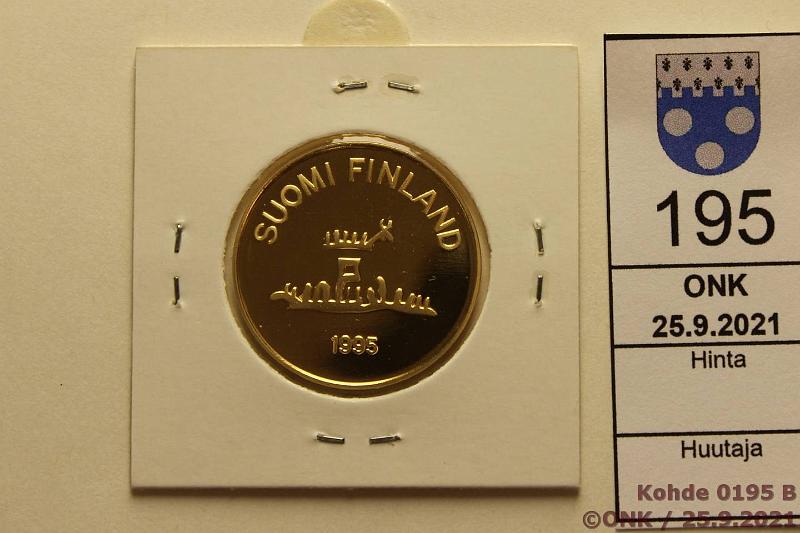 SUOMI FINLAND
1995
195
ONK
25.9.2021
Hinta
Huutaja
Kohde 0195 B
©ONK / 25.9.2021